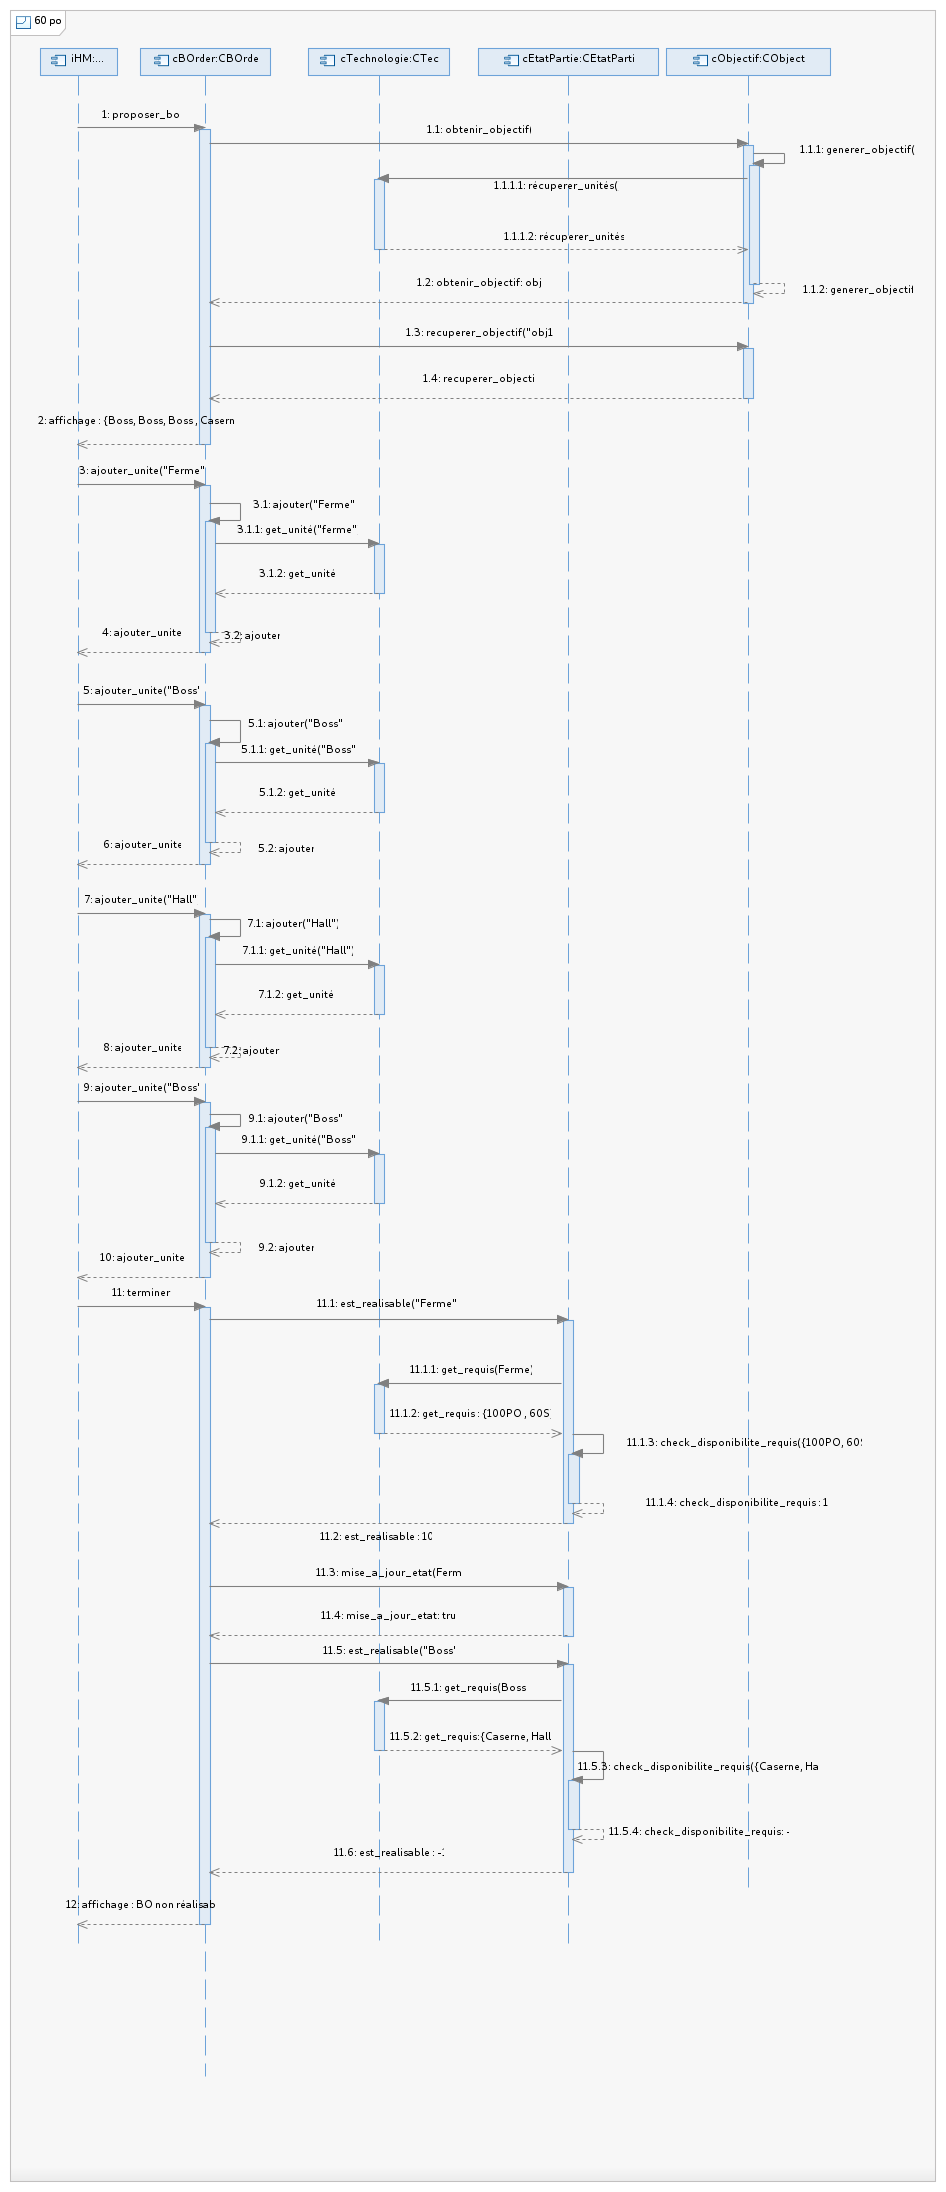 60 po
iHM:...
cBOrder:CBOrde
cTechnologie:CTec
cEtatPartie:CEtatParti
cObjectif:CObject
1: proposer_bo
1.1: obtenir_objectif(
1.1.1: generer_objectif(
1.1.1.1: récuperer_unités(
1.1.1.2: récuperer_unités
1.2: obtenir_objectif: obj
1.1.2: generer_objectif
1.3: recuperer_objectif("obj1
1.4: recuperer_objecti
2: affichage : {Boss, Boss, Boss , Casern
3: ajouter_unite("Ferme"
3.1: ajouter("Ferme"
3.1.1: get_unité("ferme"
3.1.2: get_unité
4: ajouter_unite
3.2: ajouter
5: ajouter_unite("Boss"
5.1: ajouter("Boss"
5.1.1: get_unité("Boss"
5.1.2: get_unité
6: ajouter_unite
5.2: ajouter
7: ajouter_unite("Hall"
7.1: ajouter("Hall")
7.1.1: get_unité("Hall")
7.1.2: get_unité
8: ajouter_unite
7.2: ajouter
9: ajouter_unite("Boss"
9.1: ajouter("Boss"
9.1.1: get_unité("Boss"
9.1.2: get_unité
9.2: ajouter
10: ajouter_unite
11: terminer
11.1: est_realisable("Ferme"
11.1.1: get_requis(Ferme)
11.1.2: get_requis : {100PO , 60S
11.1.3: check_disponibilite_requis({100PO, 60S
11.1.4: check_disponibilite_requis : 1
11.2: est_realisable : 10
11.3: mise_a_jour_etat(Ferm
11.4: mise_a_jour_etat: tru
11.5: est_realisable("Boss"
11.5.1: get_requis(Boss
11.5.2: get_requis:{Caserne, Hall
11.5.3: check_disponibilite_requis({Caserne, Ha
11.5.4: check_disponibilite_requis: -
11.6: est_realisable : -1
12: affichage : BO non réalisab